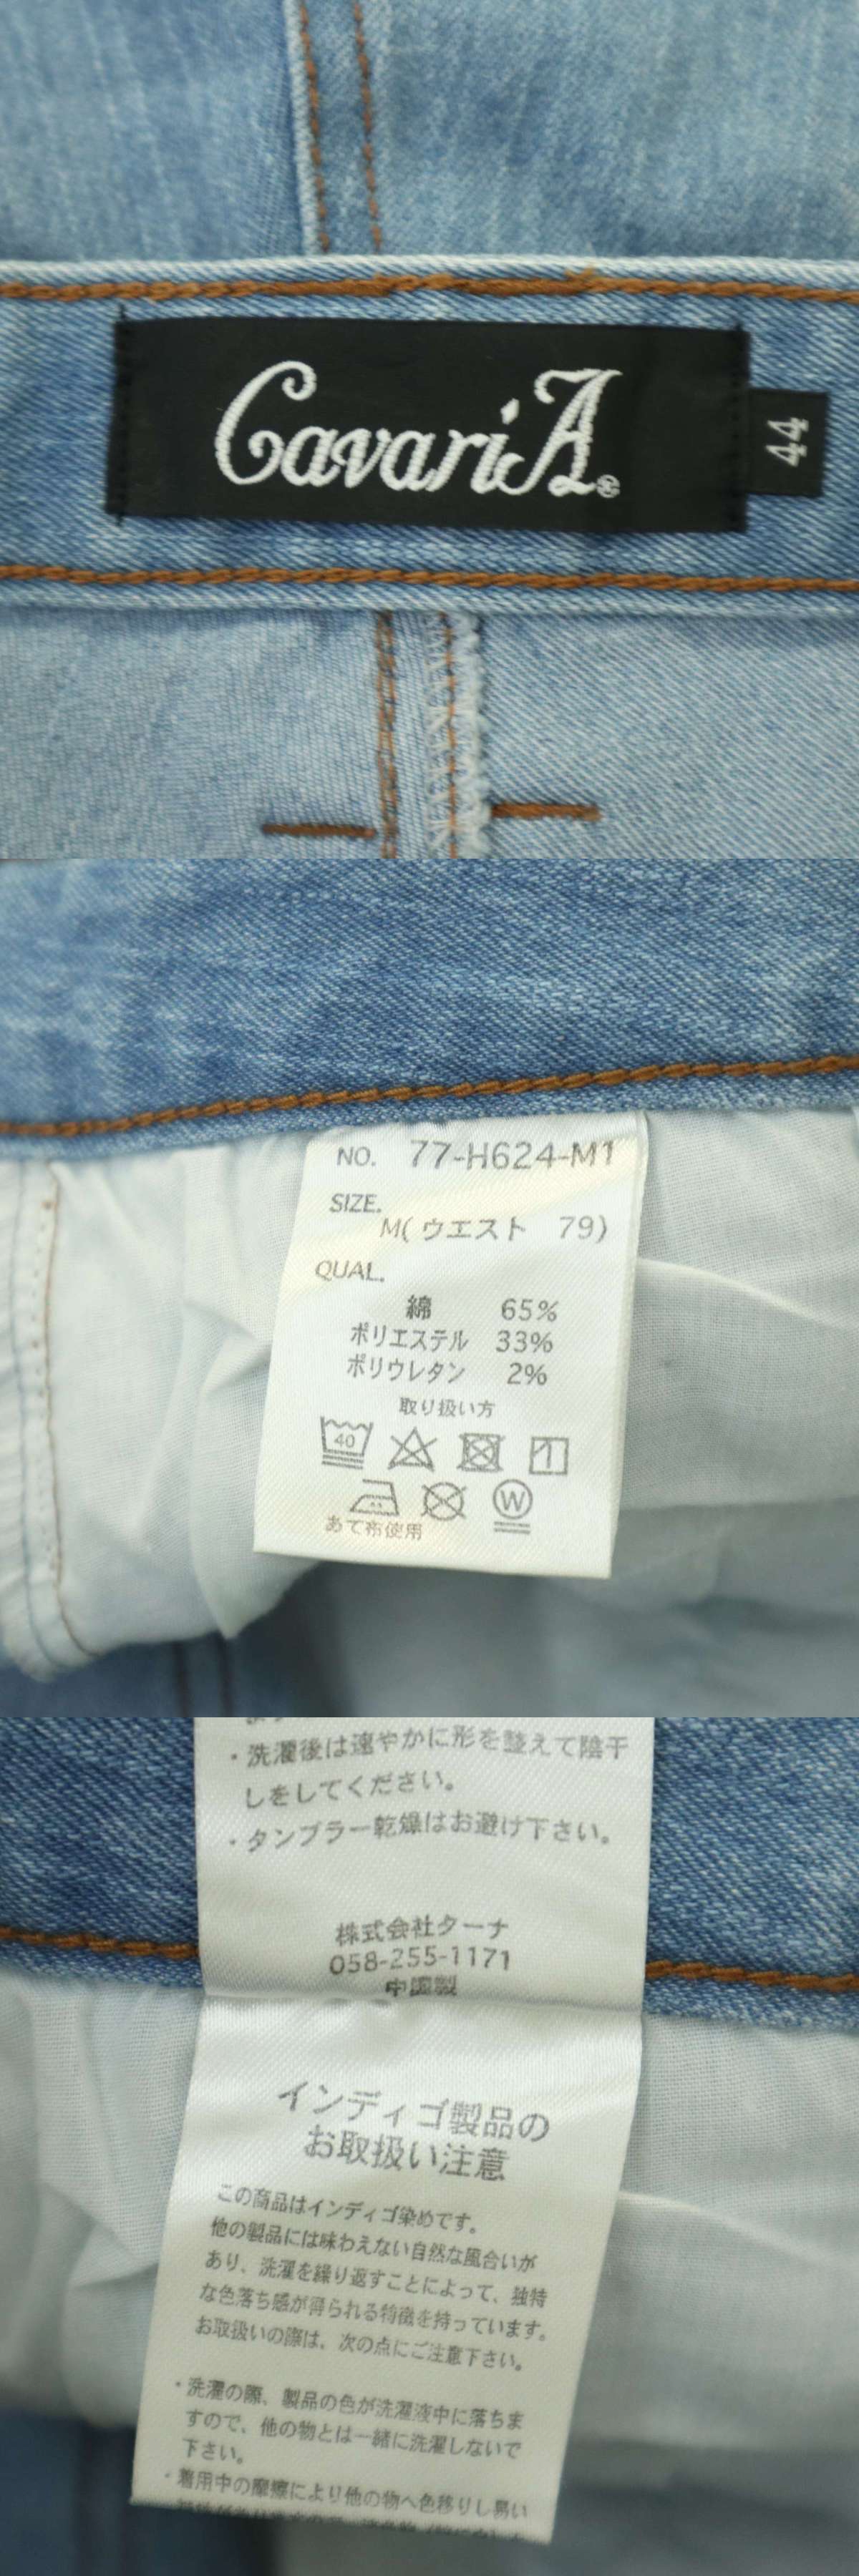 CavariA®
44
NO. 77-H624-M1
SIZE.
M(ウエスト 79)
QUAL.
綿 65%
ポリエステル 33%
ポリウレタン 2%
取り扱い方
40
W
あて布使用
・洗濯後は速やかに形を整えて陰干
しをしてください。
・タンブラー乾燥はお避け下さい。
株式会社ターナ
058-255-1171
中国製
インディゴ製品の
お取扱い注意
この商品はインディゴ染めです。
他の製品には味わえない自然な風合いが
あり、洗濯を繰り返すことによって、独特
な色落ち感が得られる特徴を持っています。
お取扱いの際は、次の点にご注意下さい。
・洗濯の際、製品の色が洗濯液中に落ちま
すので、他の物とは一緒に洗濯しないで
下さい。
・着用中の摩擦により他の物へ色移りし易い